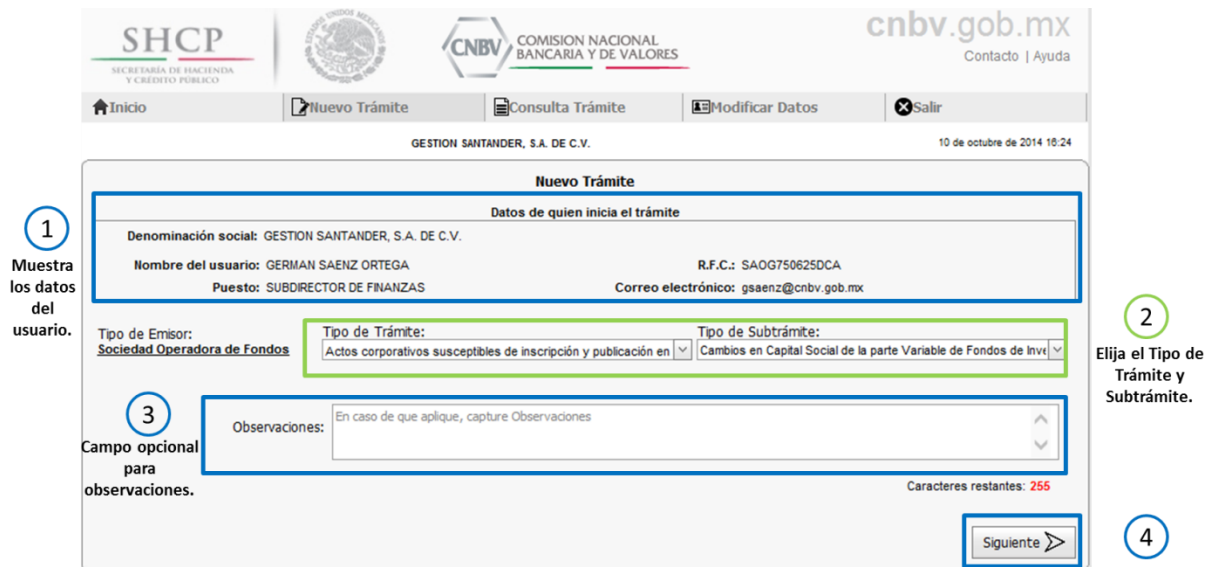 SHCP
SECRETARÍA DE HACIENDA
Y CRÉDITO PÚBLICO
ESTADOS UNIDOS MEXICANOS
CNBV
COMISION NACIONAL
BANCARIA Y DE VALORES
cnbv.gob.mx
Contacto | Ayuda
Inicio
Nuevo Trámite
Consulta Trámite
Modificar Datos
Salir
GESTION SANTANDER, S.A. DE C.V.
10 de octubre de 2014 16:24
Nuevo Trámite
Datos de quien inicia el trámite
1
Muestra
los datos
del
usuario.
Denominación social: GESTION SANTANDER, S.A. DE C.V.
Nombre del usuario: GERMAN SAENZ ORTEGA
R.F.C.: SAOG750625DCA
Puesto: SUBDIRECTOR DE FINANZAS
Correo electrónico: gsaenz@cnbv.gob.mx
Tipo de Emisor:
Sociedad Operadora de Fondos
Tipo de Trámite:
Actos corporativos susceptibles de inscripción y publicación en
Tipo de Subtrámite:
Cambios en Capital Social de la parte Variable de Fondos de Inve
2
Elija el Tipo de
Trámite y
Subtrámite.
3
Campo opcional
para
observaciones.
Observaciones:
En caso de que aplique, capture Observaciones
Caracteres restantes: 255
Siguiente
4